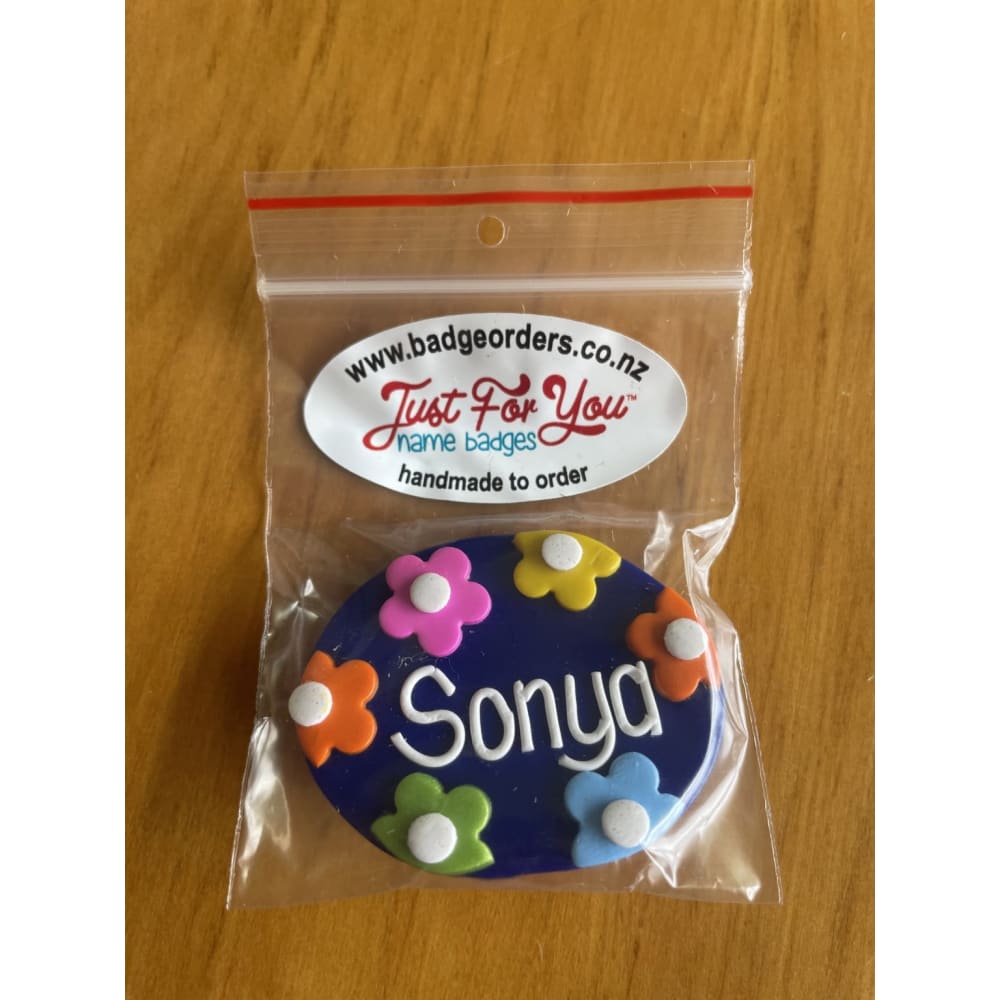 www.badgeorders.co.nz
Just For You™
name badges
handmade to order
Sonya